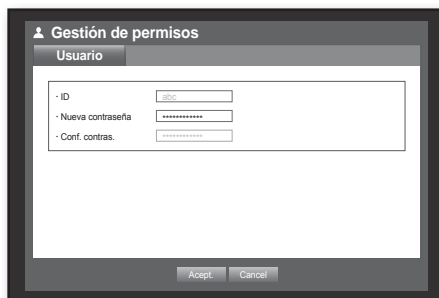 Gestión de permisos
Usuario
· ID abc
· Nueva contraseña ••••••••••••
· Conf. contras. ••••••••••••
Acept. Cancel